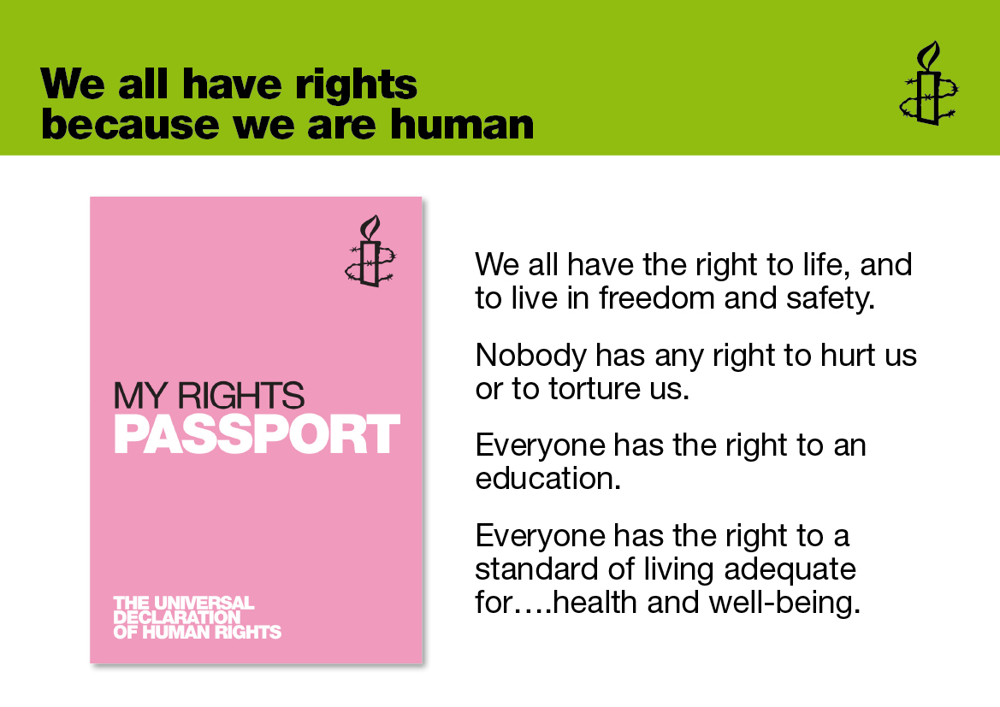 We all have rights
because we are human
MY RIGHTS
PASSPORT
THE UNIVERSAL
DECLARATION
OF HUMAN RIGHTS
We all have the right to life, and
to live in freedom and safety.
Nobody has any right to hurt us
or to torture us.
Everyone has the right to an
education.
Everyone has the right to a
standard of living adequate
for….health and well-being.